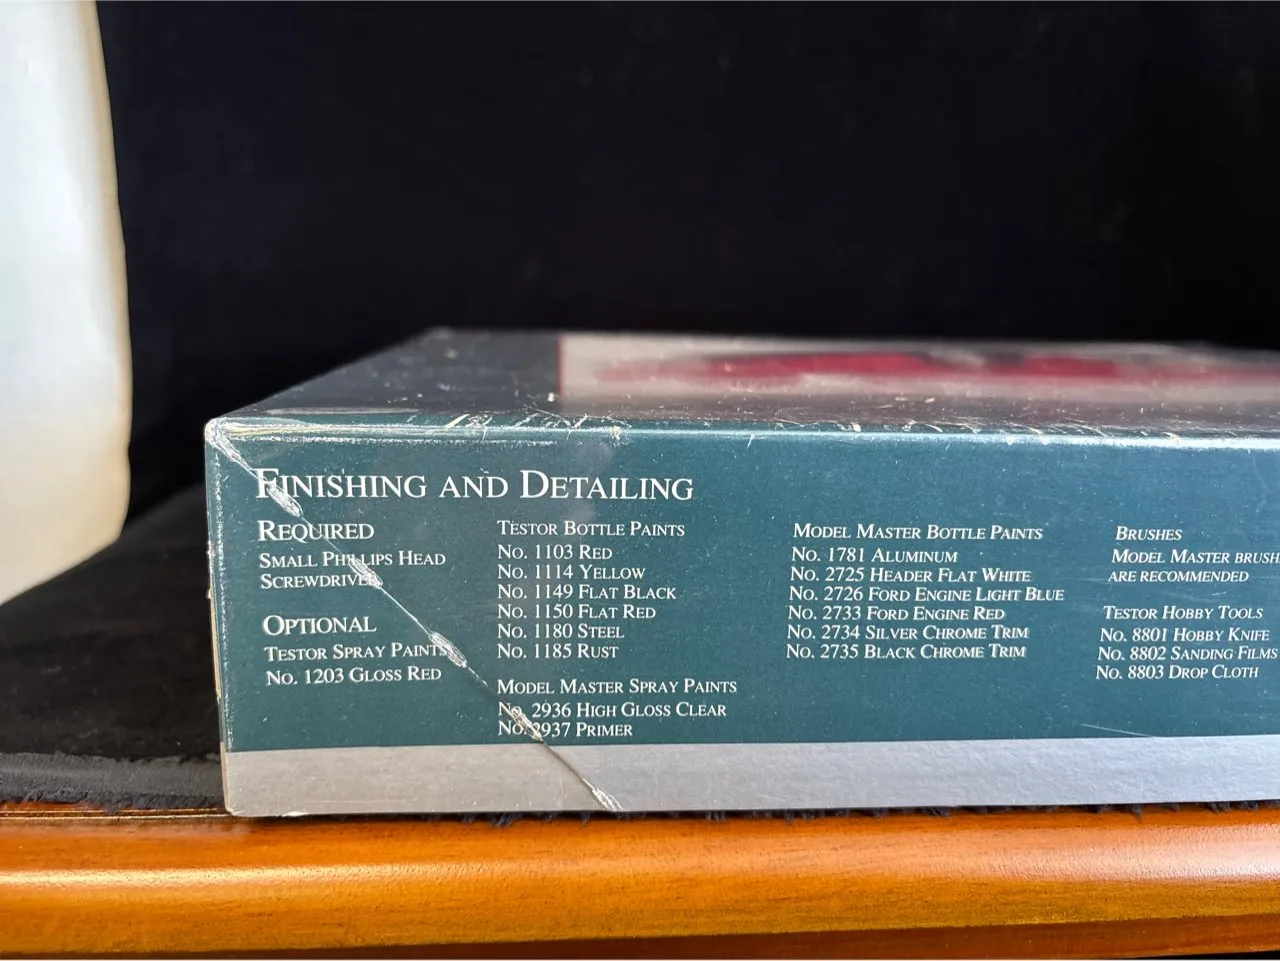 FINISHING AND DETAILING
REQUIRED
SMALL PHILLIPS HEAD
SCREWDRIVER
OPTIONAL
TESTOR SPRAY PAINTS
NO. 1203 GLOSS RED
TESTOR BOTTLE PAINTS
NO. 1103 RED
NO. 1114 YELLOW
NO. 1149 FLAT BLACK
NO. 1150 FLAT RED
NO. 1180 STEEL
NO. 1185 RUST
MODEL MASTER SPRAY PAINTS
NO. 2936 HIGH GLOSS CLEAR
NO. 2937 PRIMER
MODEL MASTER BOTTLE PAINTS
NO. 1781 ALUMINUM
NO. 2725 HEADER FLAT WHITE
NO. 2726 FORD ENGINE LIGHT BLUE
NO. 2733 FORD ENGINE RED
NO. 2734 SILVER CHROME TRIM
NO. 2735 BLACK CHROME TRIM
BRUSHES
MODEL MASTER BRUSH
ARE RECOMMENDED
TESTOR HOBBY TOOLS
NO. 8801 HOBBY KNIFE
NO. 8802 SANDING FILMS
NO. 8803 DROP CLOTH